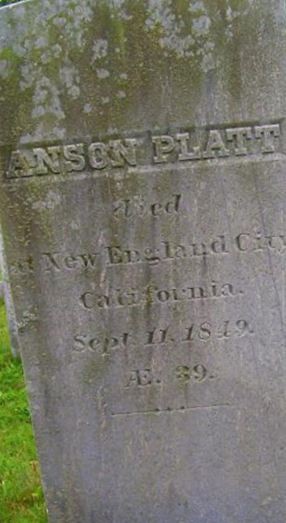 ANSON PLATT
died
at New England City
California.
Sept. 11, 1849.
Æ. 39.